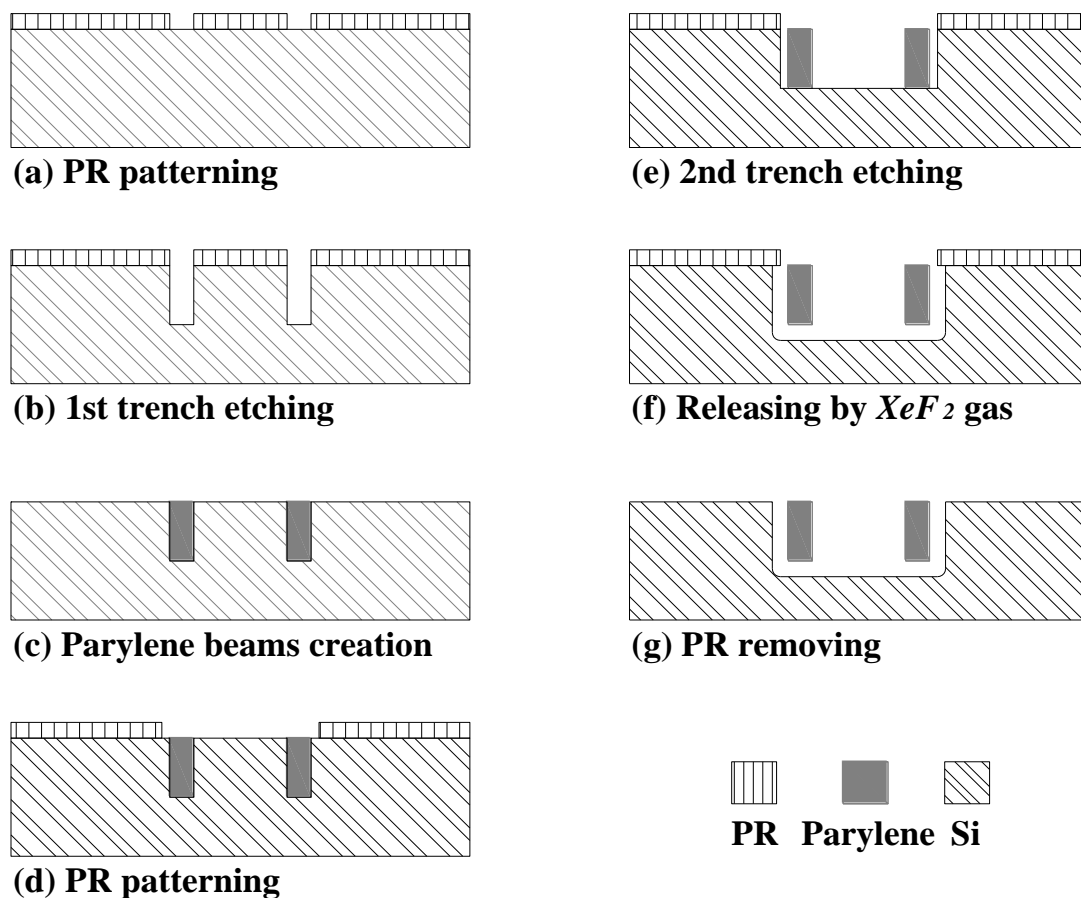 (a) PR patterning
(b) 1st trench etching
(c) Parylene beams creation
(d) PR patterning
(e) 2nd trench etching
(f) Releasing by XeF2 gas
(g) PR removing
PR Parylene Si